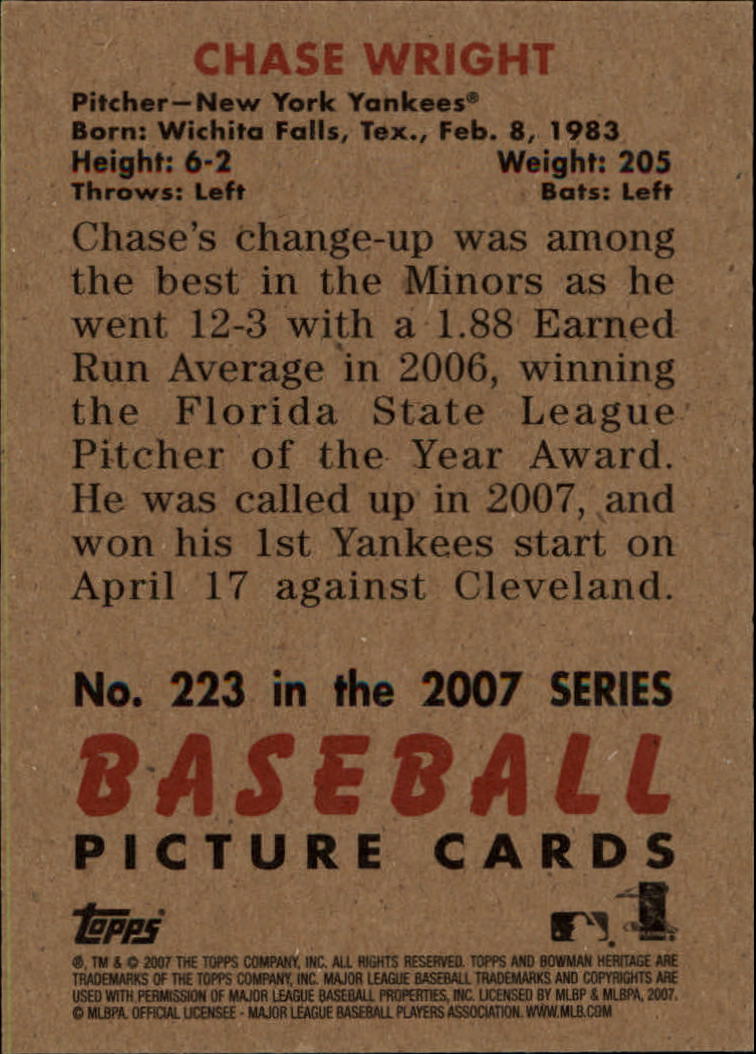 CHASE WRIGHT
Pitcher—New York Yankees®
Born: Wichita Falls, Tex., Feb. 8, 1983
Height: 6-2 Weight: 205
Throws: Left Bats: Left
Chase's change-up was among
the best in the Minors as he
went 12-3 with a 1.88 Earned
Run Average in 2006, winning
the Florida State League
Pitcher of the Year Award.
He was called up in 2007, and
won his 1st Yankees start on
April 17 against Cleveland.
No. 223 in the 2007 SERIES
BASEBALL
PICTURE CARDS
topps
®, TM & © 2007 THE TOPPS COMPANY, INC. ALL RIGHTS RESERVED. TOPPS AND BOWMAN HERITAGE ARE
TRADEMARKS OF THE TOPPS COMPANY, INC. MAJOR LEAGUE BASEBALL TRADEMARKS AND COPYRIGHTS ARE
USED WITH PERMISSION OF MAJOR LEAGUE BASEBALL PROPERTIES, INC. LICENSED BY MLBP & MLBPA, 2007.
© MLBPA. OFFICIAL LICENSEE - MAJOR LEAGUE BASEBALL PLAYERS ASSOCIATION. WWW.MLB.COM